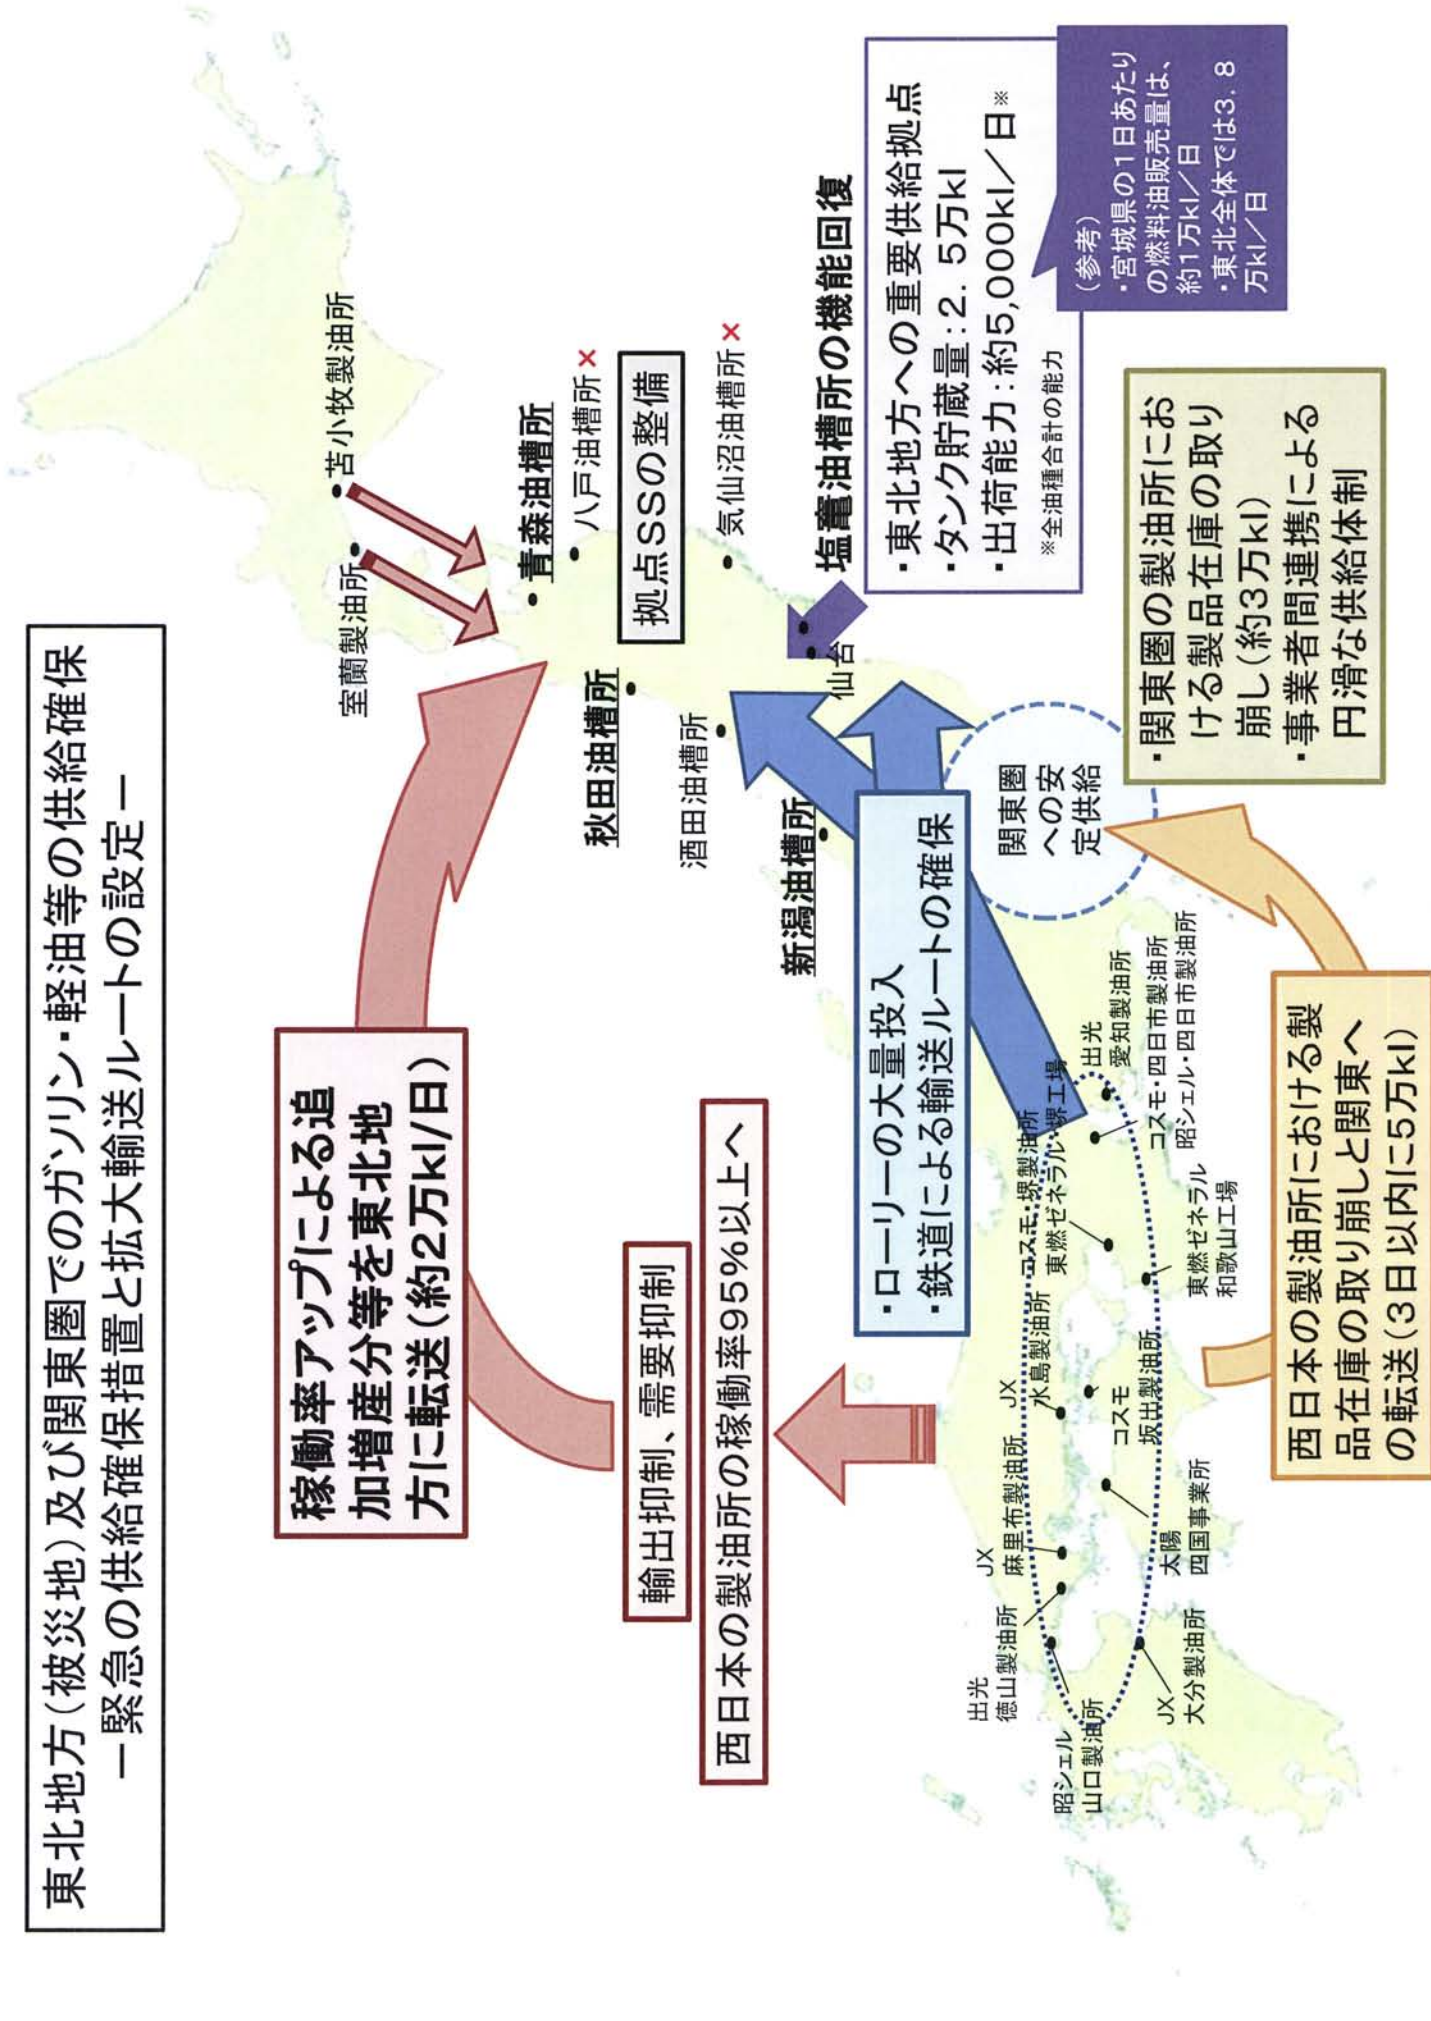 東北地方(被災地)及び関東圏でのガソリン・軽油等の供給確保
－緊急の供給確保措置と拡大輸送ルートの設定－
稼働率アップによる追
加増産分等を東北地
方に転送(約2万kl/日)
輸出抑制、需要抑制
西日本の製油所の稼働率95%以上へ
室蘭製油所
苫小牧製油所
青森油槽所
八戸油槽所×
拠点SSの整備
秋田油槽所
酒田油槽所
気仙沼油槽所×
新潟油槽所
仙台
塩竈油槽所の機能回復
・東北地方への重要供給拠点
・タンク貯蔵量:2.5万kl
・出荷能力:約5,000kl/日※
※全油種合計の能力
(参考)
・宮城県の1日あたり
の燃料油販売量は、
約1万kl/日
・東北全体では3.8
万kl/日
・ローリーの大量投入
・鉄道による輸送ルートの確保
関東圏
への安
定供給
・関東圏の製油所にお
ける製品在庫の取り
崩し(約3万kl)
・事業者間連携による
円滑な供給体制
昭シェル
山口製油所
出光
徳山製油所
JX
麻里布製油所
JX
水島製油所
コスモ・堺製油所
東燃ゼネラル・堺工場
出光
愛知製油所
コスモ・四日市製油所
昭シェル・四日市製油所
東燃ゼネラル
和歌山工場
コスモ
坂出製油所
太陽
四国事業所
JX
大分製油所
西日本の製油所における製
品在庫の取り崩しと関東へ
の転送(3日以内に5万kl)